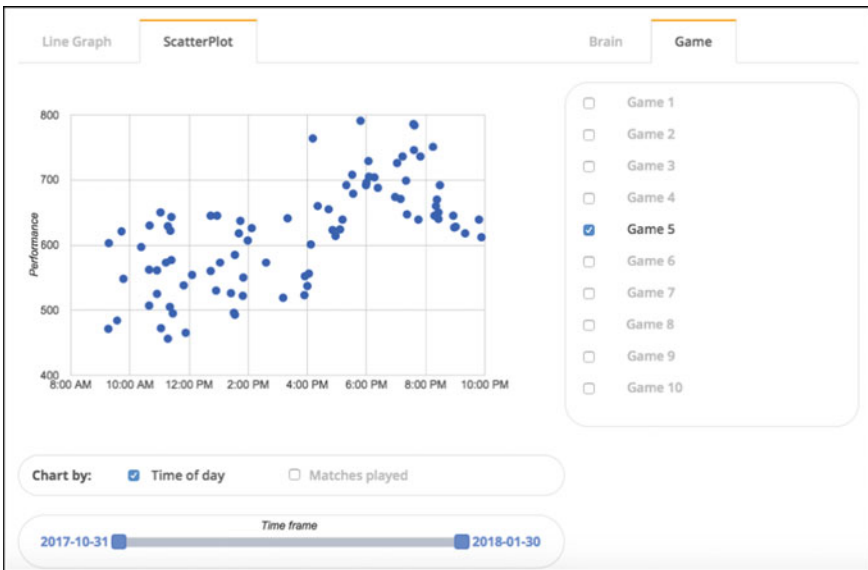 Line Graph ScatterPlot Brain Game
800
700
600
500
400
Performance
8:00 AM 10:00 AM 12:00 PM 2:00 PM 4:00 PM 6:00 PM 8:00 PM 10:00 PM
Game 1
Game 2
Game 3
Game 4
Game 5
Game 6
Game 7
Game 8
Game 9
Game 10
Chart by: Time of day Matches played
Time frame
2017-10-31 2018-01-30